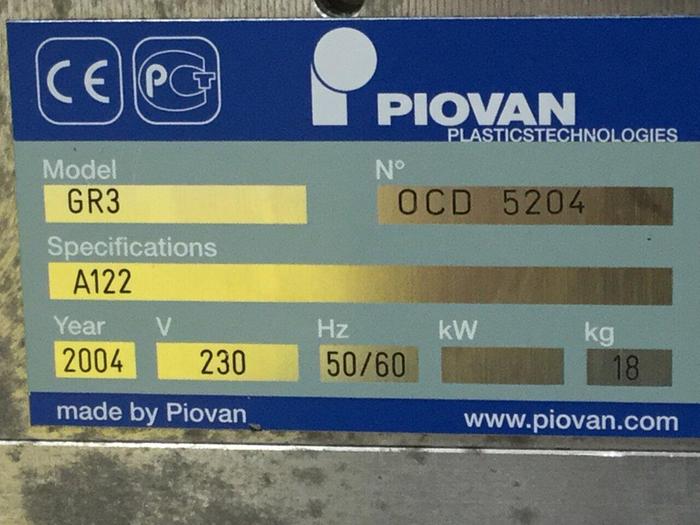 CE PCT
PIOVAN
PLASTICSTECHNOLOGIES
Model N°
GR3 OCD 5204
Specifications
A122
Year V Hz kW kg
2004 230 50/60 18
made by Piovan www.piovan.com